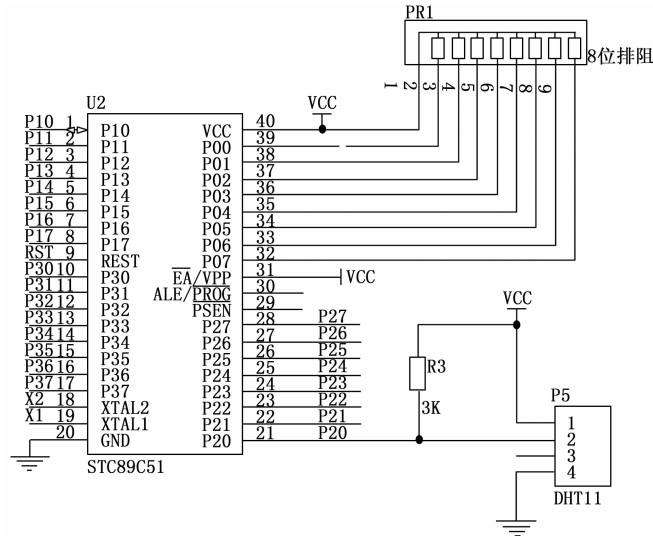 PR1
8位排阻
1 2 3 4 5 6 7 8 9
U2
VCC
P10 1 P10 VCC 40
P11 2 P11 P00 39
P12 3 P12 P01 38
P13 4 P13 P02 37
P14 5 P14 P03 36
P15 6 P15 P04 35
P16 7 P16 P05 34
P17 8 P17 P06 33
RST 9 REST P07 32
P30 10 P30 EA/VPP 31 VCC
P31 11 P31 ALE/PROG 30
P32 12 P32 PSEN 29
P33 13 P33 P27 28 P27
P34 14 P34 P26 27 P26
P35 15 P35 P25 26 P25
P36 16 P36 P24 25 P24
P37 17 P37 P23 24 P23
X2 18 XTAL2 P22 23 P22
X1 19 XTAL1 P21 22 P21
20 GND P20 21 P20
STC89C51
VCC
R3
3K
P5
1
2
3
4
DHT11